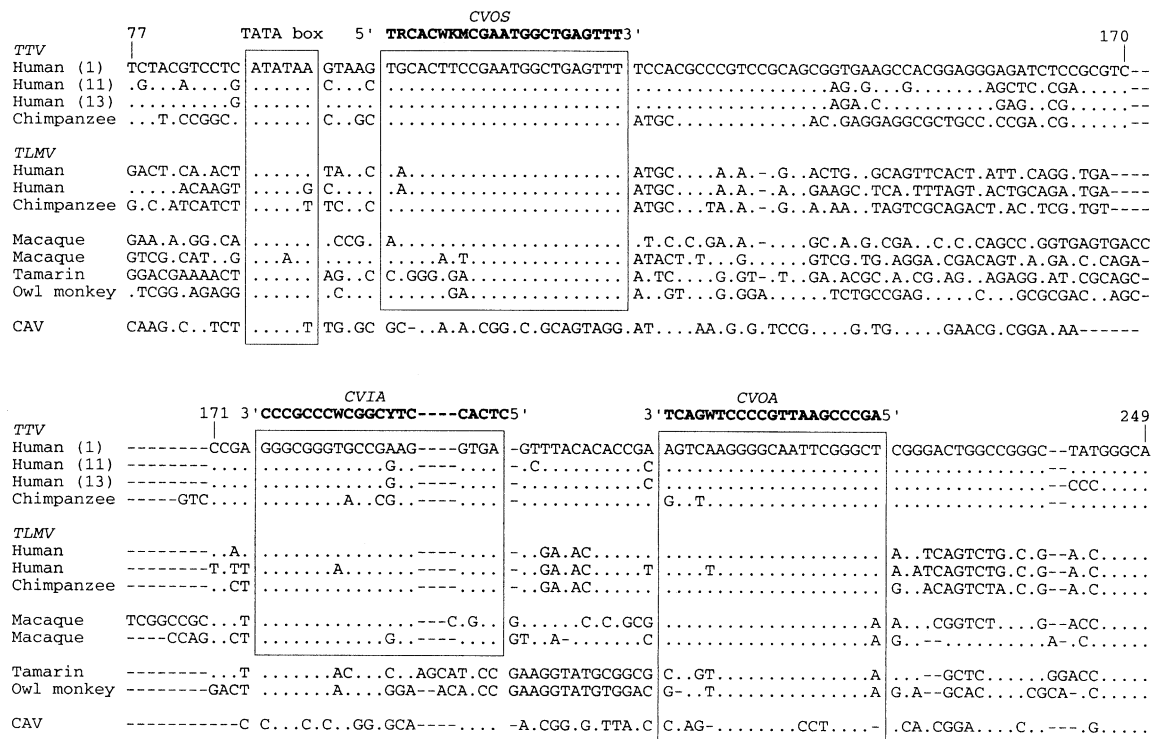 CVOS
77 TATA box 5' TRCACWKMCGAATGGCTGAGTTT3' 170
TTV
Human (1) TCTACGTCCTC ATATAA GTAAG TGCACTTCCGAATGGCTGAGTTT TCCACGCCCGTCCGCAGCGGTGAAGCCACGGAGGGAGATCTCCGCGTC--
Human (11) .G...A....G ...... C...C ....................... ....................AG.G...G.......AGCTC.CGA.....--
Human (13) ..........G ...... ..... ....................... ....................AGA.C...........GAG..CG......--
Chimpanzee ...T.CCGGC. ...... C..GC ....................... ATGC..............AC.GAGGAGGCGCTGCC.CCGA.CG......--
TLMV
Human GACT.CA.ACT ...... TA..C .A..................... ATGC....A.A.-.G..ACTG..GCAGTTCACT.ATT.CAGG.TGA----
Human .....ACAAGT .....G C.... .A..................... ATGC....A.A.-..A.GAAGC.TCA.TTTAGT.ACTGCAGA.TGA----
Chimpanzee G.C.ATCATCT .....T TC..C ....................... ATGC...TA.A.-.G..A.AA..TAGTCGCAGACT.AC.TCG.TGT----
Macaque GAA.A.GG.CA ...... .CCG. A...................... .T.C.C.GA.A.-....GC.A.G.CGA..C.C.CAGCC.GGTGAGTGACC
Macaque GTCG.CAT..G ...A.. ..... .....A.T............... ATACT.T...G.-.....GTCG.TG.AGGA.CGACAGT.A.GA.C.CAGA-
Tamarin GGACGAAAACT ...... AG..C C.GGG.GA............... A.TC....G.GT-.T..GA.ACGC.A.CG.AG..AGAGG.AT.CGCAGC-
Owl monkey .TCGG.AGAGG ...... .C... ......GA............... A..GT..G.GGA......TCTGCCGAG.....C...GCGCGAC..AGC-
CAV CAAG.C..TCT .....T TG.GC GC-..A.A.CGG.C.GCAGTAGG.AT....AA.G.G.TCCG....G.TG.....GAACG.CGGA.AA------
CVIA CVOA
171 3'CCCGCCCWCGGCYTC----CACTC5' 3'TCAGWTCCCCGTTAAGCCCGA5' 249
TTV
Human (1) --------CCGA GGGCGGGTGCCGAAG----GTGA -GTTTACACACCGA AGTCAAGGGGCAATTCGGGCT CGGGACTGGCCGGGC--TATGGGCA
Human (11) --------.... ............G..----.... -..C..........C ..................... ...............--........
Human (13) --------.... ............G..----.... -.............C ..................... ...............--CCC.....
Chimpanzee -----GTC.... ........A..CG..----.... -.............. G..T................. ...............--........
TLMV
Human --------..A. ...............----.... -..GA.AC...... ..................... A..TCAGTCTG.C.G--A.C.....
Human --------T.TT .......A.......----.... -..GA.AC.....T ....T................ A.ATCAGTCTG.C.G--A.C.....
Chimpanzee --------..CT ...............----.... -..GA.AC...... ..................... G..ACAGTCTA.C.G--A.C.....
Macaque TCGGCCGC...T ...............---C.G..G ......C.C.GCG ....................A A..CGGTCT...G--ACC.....
Macaque ----CCAG..CT ............G..----.... GT..A-.......C ....................A G..--.........A-.C.....
Tamarin --------...T .......AC...C..AGCAT.CC GAAGGTATGCGGCG C..GT...............A ...--GCTC.....GGACC.....
Owl monkey --------GACT .......A....GGA--ACA.CC GAAGGTATGTGGAC G-..T...............A G.A--GCAC....CGCA-.C.....
CAV -----------C C...C.C..GG.GCA----.... -A.CGG.G.TTA.C C.AG-.......CCT.....- .CA.CGGA....C...---.G.....